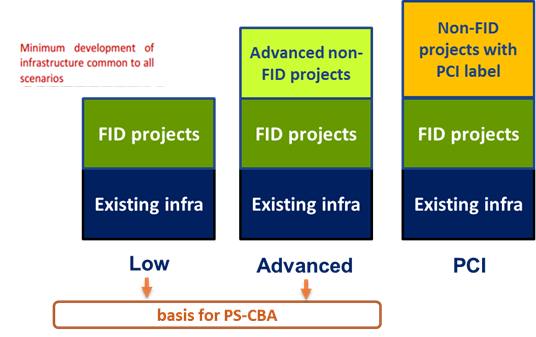 Minimum development of
infrastructure common to all
scenarios
FID projects
Existing infra
Low
Advanced non-
FID projects
FID projects
Existing infra
Advanced
Non-FID
projects with
PCI label
FID projects
Existing infra
PCI
basis for PS-CBA